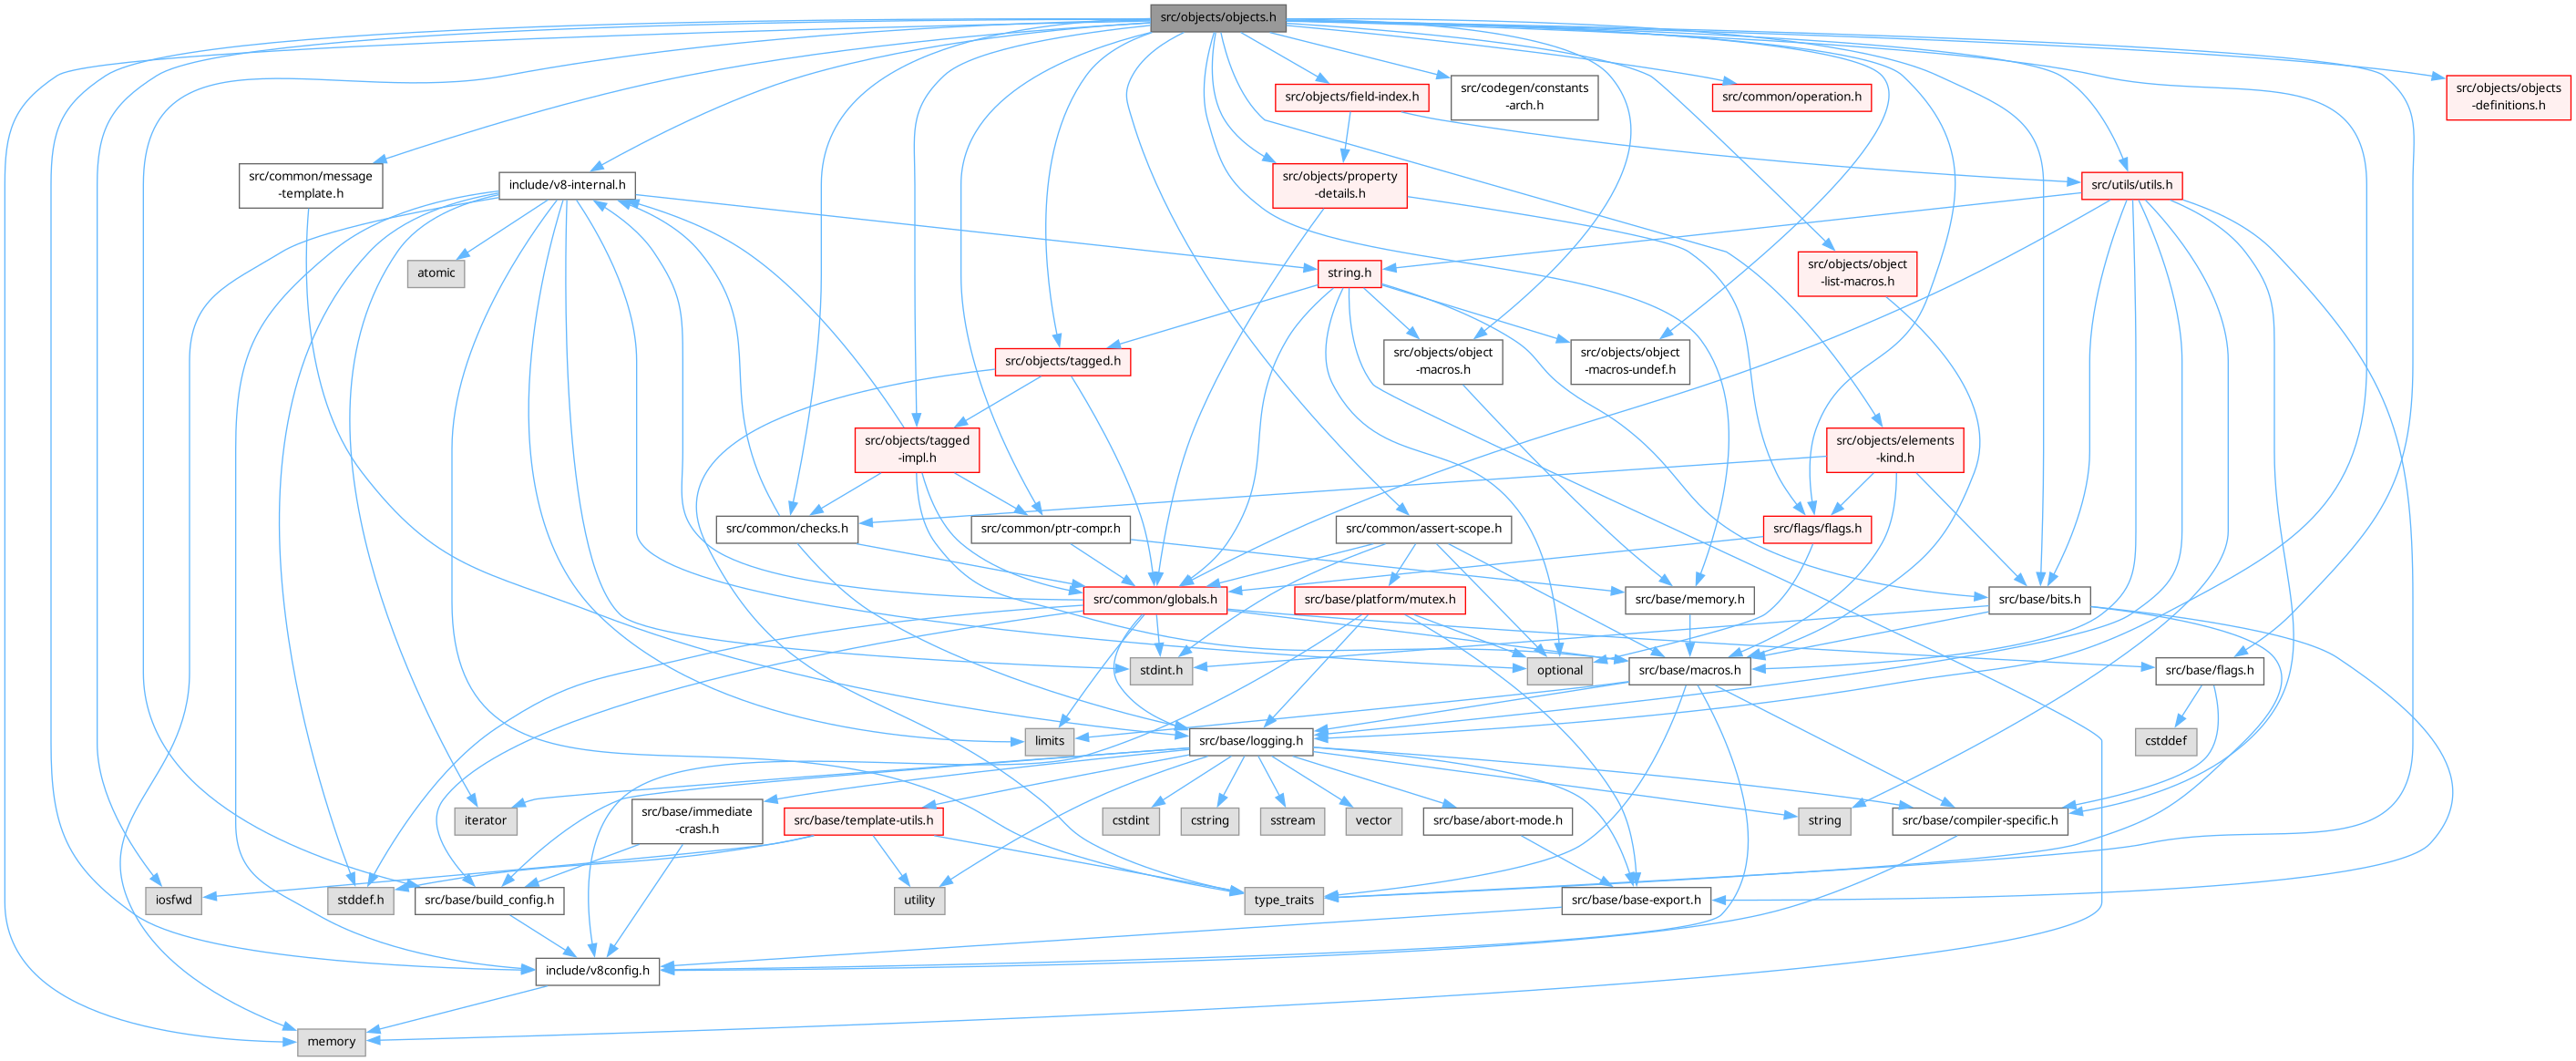 src/objects/objects.h
src/objects/field-index.h
src/codegen/constants
-arch.h
src/common/operation.h
src/objects/objects
-definitions.h
src/common/message
-template.h
include/v8-internal.h
src/objects/property
-details.h
src/utils/utils.h
atomic
string.h
src/objects/object
-list-macros.h
src/objects/tagged.h
src/objects/object
-macros.h
src/objects/object
-macros-undef.h
src/objects/tagged
-impl.h
src/objects/elements
-kind.h
src/common/checks.h
src/common/ptr-compr.h
src/common/assert-scope.h
src/flags/flags.h
src/common/globals.h
src/base/platform/mutex.h
src/base/memory.h
src/base/bits.h
stdint.h
optional
src/base/macros.h
src/base/flags.h
limits
src/base/logging.h
cstddef
iterator
src/base/immediate
-crash.h
src/base/template-utils.h
cstdint
cstring
sstream
vector
src/base/abort-mode.h
string
src/base/compiler-specific.h
iosfwd
stddef.h
src/base/build_config.h
utility
type_traits
src/base/base-export.h
include/v8config.h
memory